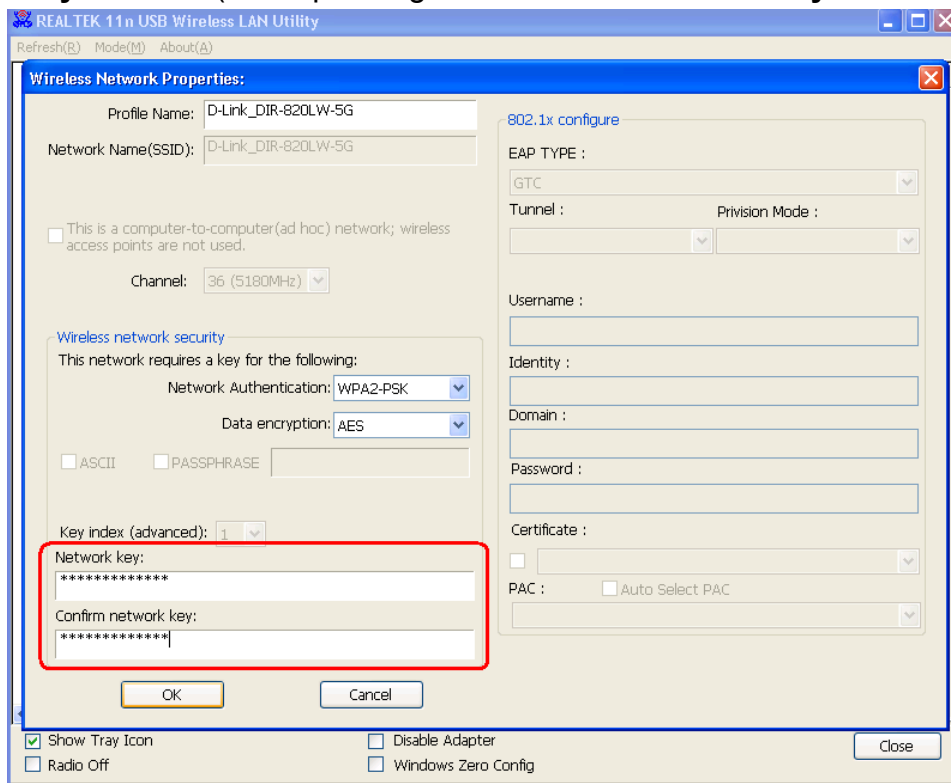 REALTEK 11n USB Wireless LAN Utility
Refresh(R) Mode(M) About(A)
Wireless Network Properties:
Profile Name: D-Link_DIR-820LW-5G
Network Name(SSID): D-Link_DIR-820LW-5G
This is a computer-to-computer(ad hoc) network; wireless
access points are not used.
Channel: 36 (5180MHz)
Wireless network security
This network requires a key for the following:
Network Authentication: WPA2-PSK
Data encryption: AES
ASCII PASSPHRASE
Key index (advanced): 1
Network key:
*************
Confirm network key:
*************
OK Cancel
802.1x configure
EAP TYPE :
GTC
Tunnel : Privision Mode :
Username :
Identity :
Domain :
Password :
Certificate :
PAC : Auto Select PAC
Show Tray Icon Disable Adapter Close
Radio Off Windows Zero Config